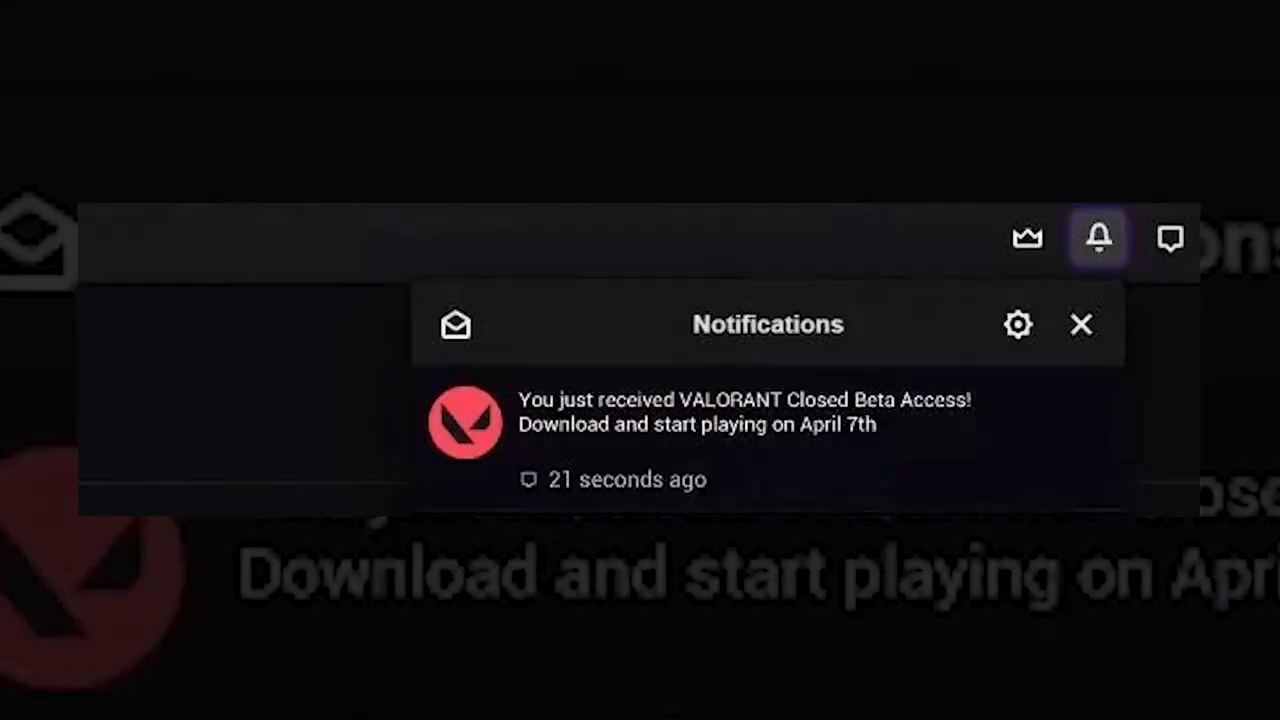 Notifications
You just received VALORANT Closed Beta Access!
Download and start playing on April 7th
21 seconds ago
Download and start playing on Apri